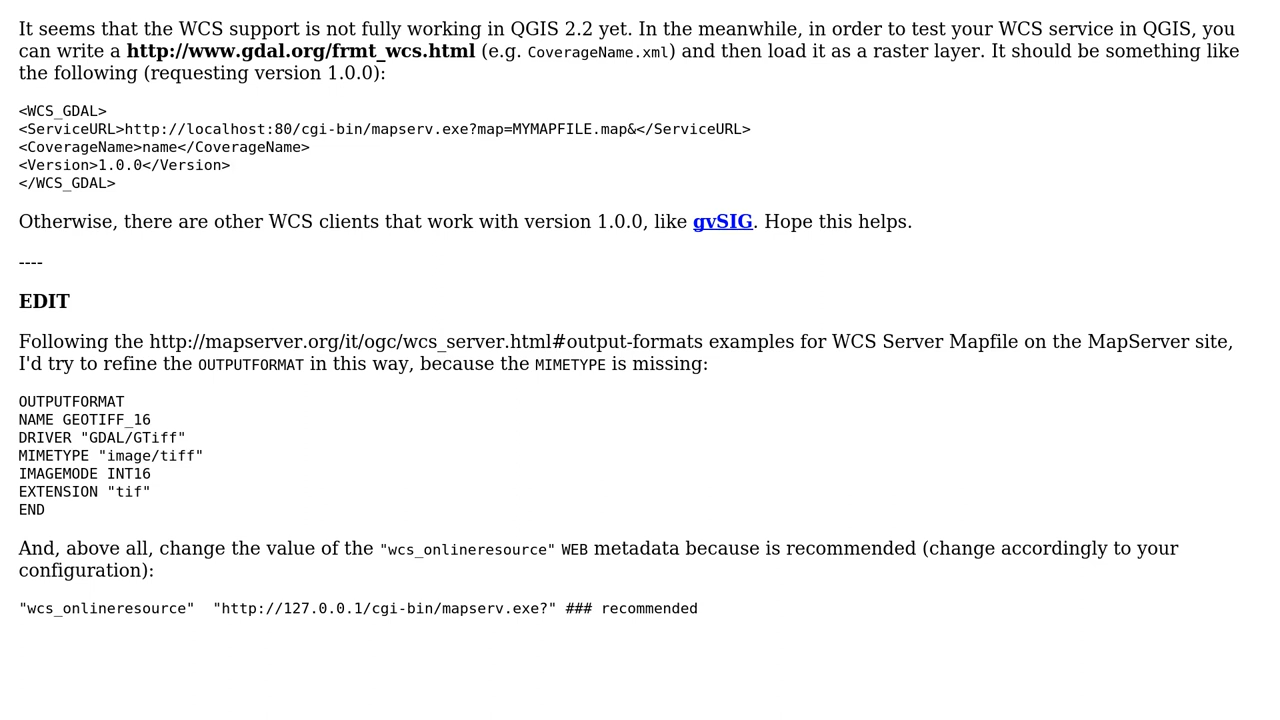 It seems that the WCS support is not fully working in QGIS 2.2 yet. In the meanwhile, in order to test your WCS service in QGIS, you
can write a http://www.gdal.org/frmt_wcs.html (e.g. CoverageName.xml) and then load it as a raster layer. It should be something like
the following (requesting version 1.0.0):
<WCS_GDAL>
<ServiceURL>http://localhost:80/cgi-bin/mapserv.exe?map=MYMAPFILE.map&</ServiceURL>
<CoverageName>name</CoverageName>
<Version>1.0.0</Version>
</WCS_GDAL>
Otherwise, there are other WCS clients that work with version 1.0.0, like gvSIG. Hope this helps.
----
EDIT
Following the http://mapserver.org/it/ogc/wcs_server.html#output-formats examples for WCS Server Mapfile on the MapServer site,
I'd try to refine the OUTPUTFORMAT in this way, because the MIMETYPE is missing:
OUTPUTFORMAT
NAME GEOTIFF_16
DRIVER "GDAL/GTiff"
MIMETYPE "image/tiff"
IMAGEMODE INT16
EXTENSION "tif"
END
And, above all, change the value of the "wcs_onlineresource" WEB metadata because is recommended (change accordingly to your
configuration):
"wcs_onlineresource"  "http://127.0.0.1/cgi-bin/mapserv.exe?" ### recommended